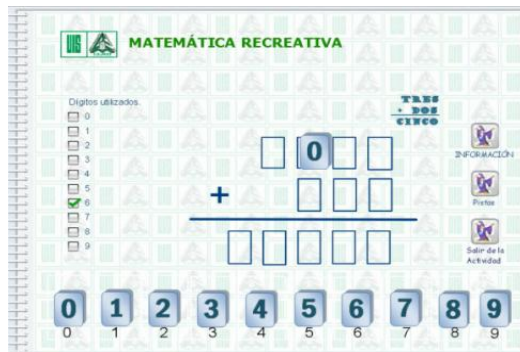 UIS
MATEMÁTICA RECREATIVA
Dígitos utilizados.
0
1
2
3
4
5
6
7
8
9
TRES
+ DOS
CINCO
0
+
INFORMACIÓN
Pistas
Salir de la
Actividad
0 1 2 3 4 5 6 7 8 9
0 1 2 3 4 5 6 7 8 9